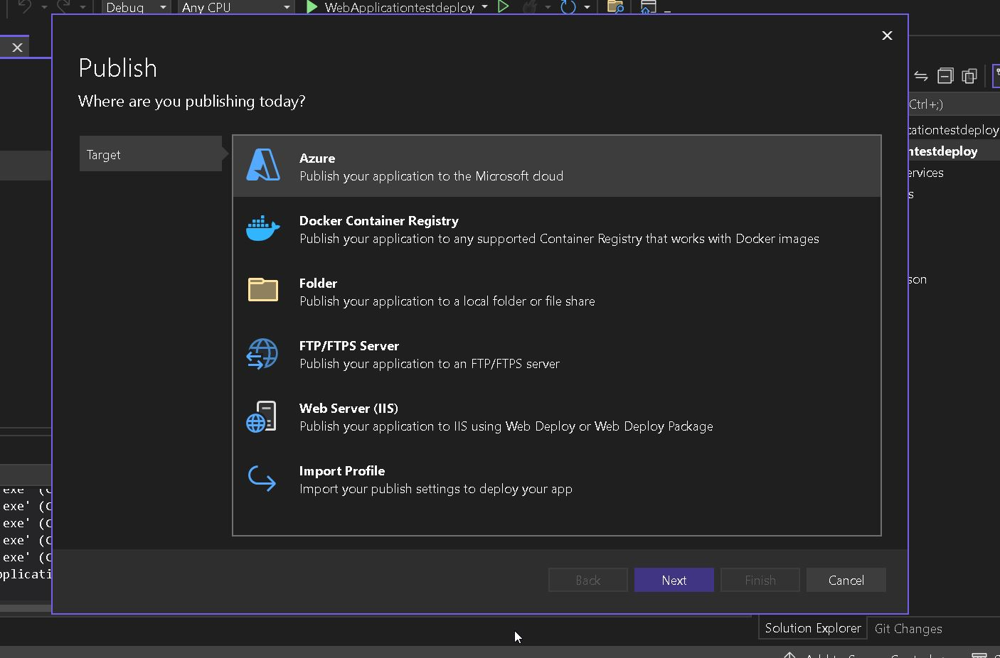 Debug
Any CPU
WebApplicationtestdeploy
Publish
Where are you publishing today?
Target
Azure
Publish your application to the Microsoft cloud
Docker Container Registry
Publish your application to any supported Container Registry that works with Docker images
Folder
Publish your application to a local folder or file share
FTP/FTPS Server
Publish your application to an FTP/FTPS server
Web Server (IIS)
Publish your application to IIS using Web Deploy or Web Deploy Package
Import Profile
Import your publish settings to deploy your app
Back
Next
Finish
Cancel
Ctrl+;)
cationtestdeploy
ntestdeploy
ervices
s
son
exe' (C
exe' (C
exe' (C
exe' (C
exe' (C
pplicati
Solution Explorer
Git Changes